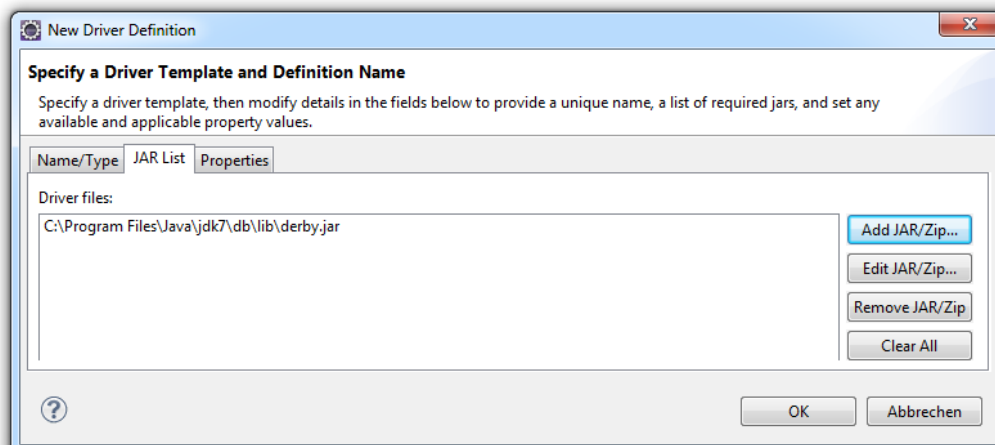 New Driver Definition
Specify a Driver Template and Definition Name
Specify a driver template, then modify details in the fields below to provide a unique name, a list of required jars, and set any
available and applicable property values.
Name/Type JAR List Properties
Driver files:
C:\Program Files\Java\jdk7\db\lib\derby.jar
Add JAR/Zip...
Edit JAR/Zip...
Remove JAR/Zip
Clear All
OK Abbrechen